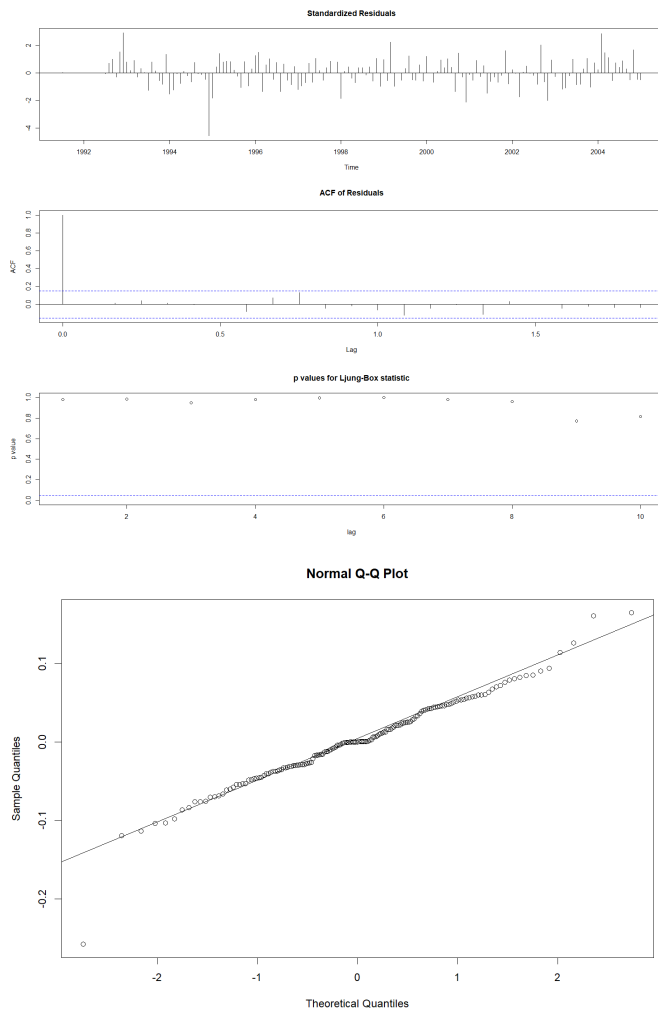 Standardized Residuals
2
0
-2
-4
1992 1994 1996 1998 2000 2002 2004
Time
ACF of Residuals
ACF
1.0
0.8
0.6
0.4
0.2
0.0
0.0 0.5 1.0 1.5
Lag
p values for Ljung-Box statistic
p value
1.0
0.8
0.6
0.4
0.2
0.0
2 4 6 8 10
lag
Normal Q-Q Plot
Sample Quantiles
0.1
0.0
-0.1
-0.2
-2 -1 0 1 2
Theoretical Quantiles